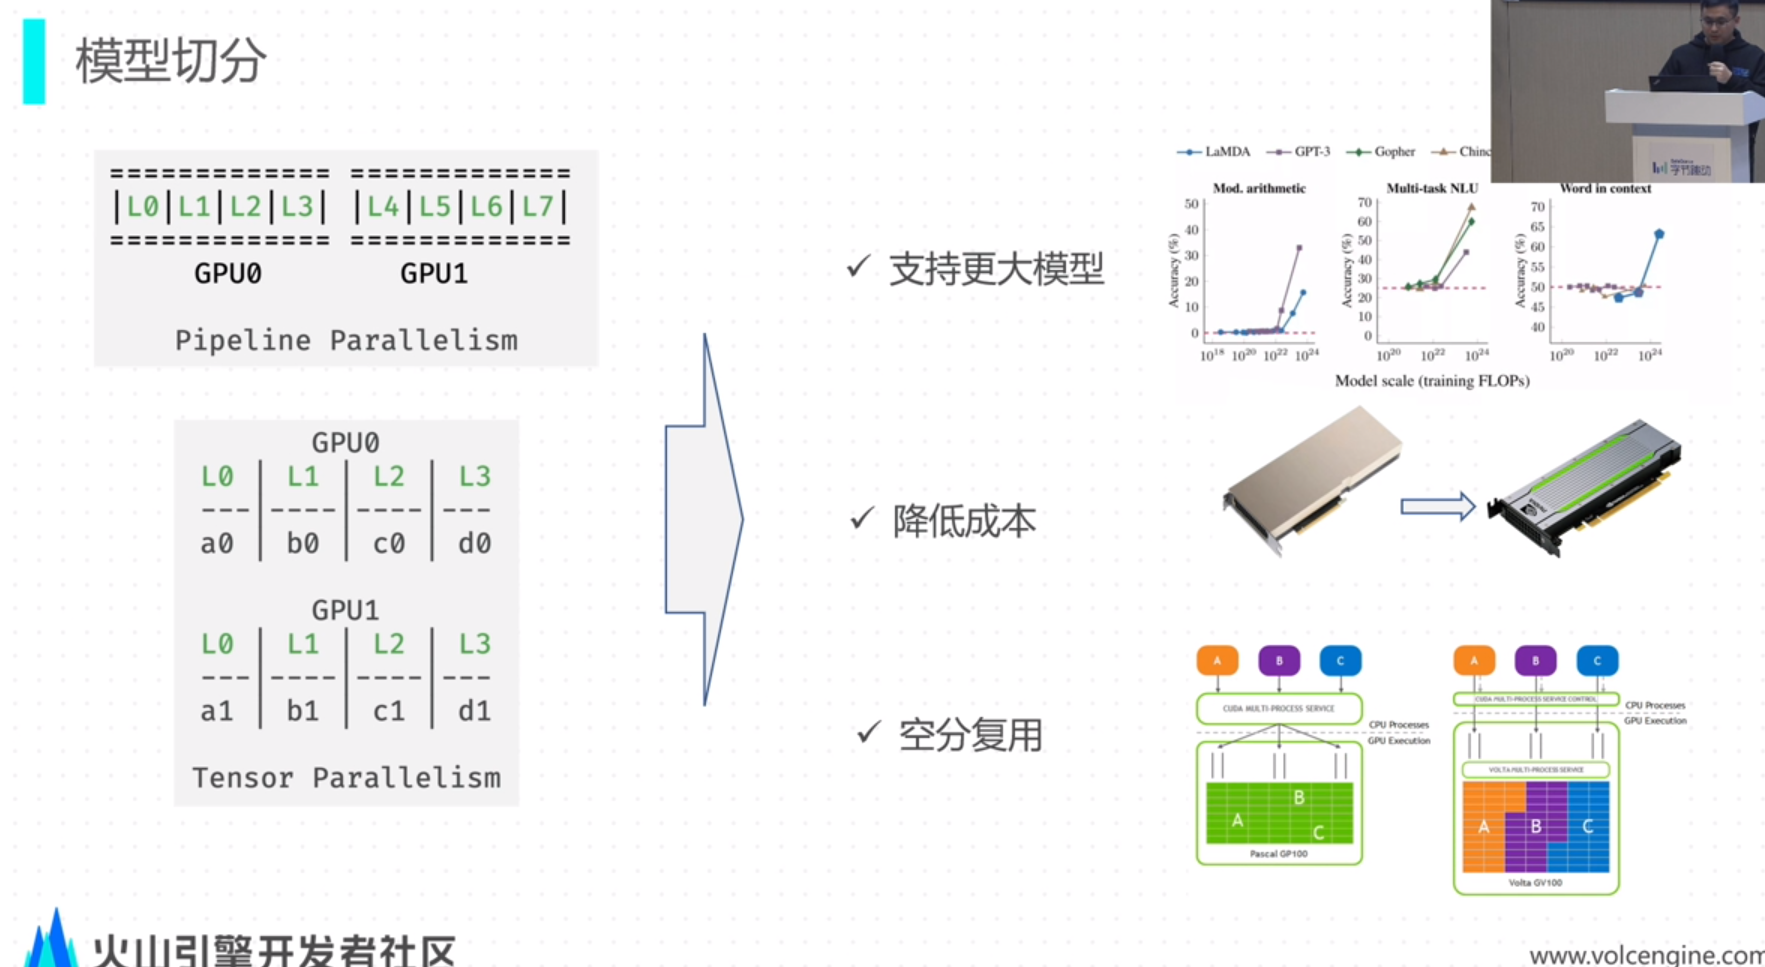 模型切分
============ ============
|L0|L1|L2|L3| |L4|L5|L6|L7|
============ ============
GPU0 GPU1
Pipeline Parallelism
GPU0
L0 | L1 | L2 | L3
--- | ---- | ---- | ---
a0 | b0 | c0 | d0
GPU1
L0 | L1 | L2 | L3
--- | ---- | ---- | ---
a1 | b1 | c1 | d1
Tensor Parallelism
✓ 支持更大模型
✓ 降低成本
✓ 空分复用
字节跳动
LaMDA GPT-3 Gopher Chinc
Mod. arithmetic
Accuracy (%)
50
40
30
20
10
0
10^18 10^20 10^22 10^24
Multi-task NLU
Accuracy (%)
70
60
50
40
30
20
10
0
10^20 10^22 10^24
Word in context
Accuracy (%)
70
65
60
55
50
45
40
10^20 10^22 10^24
Model scale (training FLOPs)
A B C
CUDA MULTI-PROCESS SERVICE
CPU Processes
GPU Execution
A B C
Pascal GP100
A B C
CUDA MULTI-PROCESS SERVICE CONTROL
CPU Processes
GPU Execution
VOLTA MULTI-PROCESS SERVICE
A B C
Volta GV100
火山引擎开发者社区
www.volcengine.com